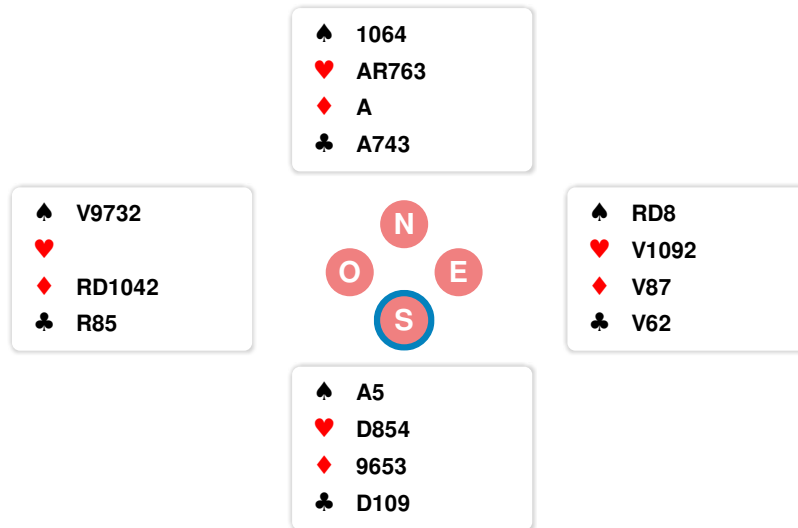 ♠ 1064
♥ AR763
♦ A
♣ A743
♠ V9732
♥
♦ RD1042
♣ R85
N
O
E
S
♠ RD8
♥ V1092
♦ V87
♣ V62
♠ A5
♥ D854
♦ 9653
♣ D109